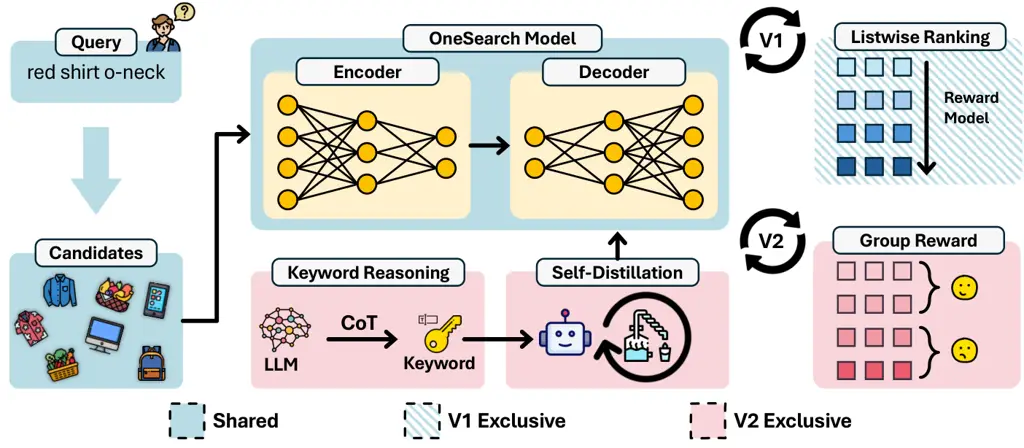 Query
red shirt o-neck
Candidates
OneSearch Model
Encoder
Decoder
Keyword Reasoning
LLM
CoT
Keyword
Self-Distillation
V1
Listwise Ranking
Reward
Model
V2
Group Reward
Shared
V1 Exclusive
V2 Exclusive